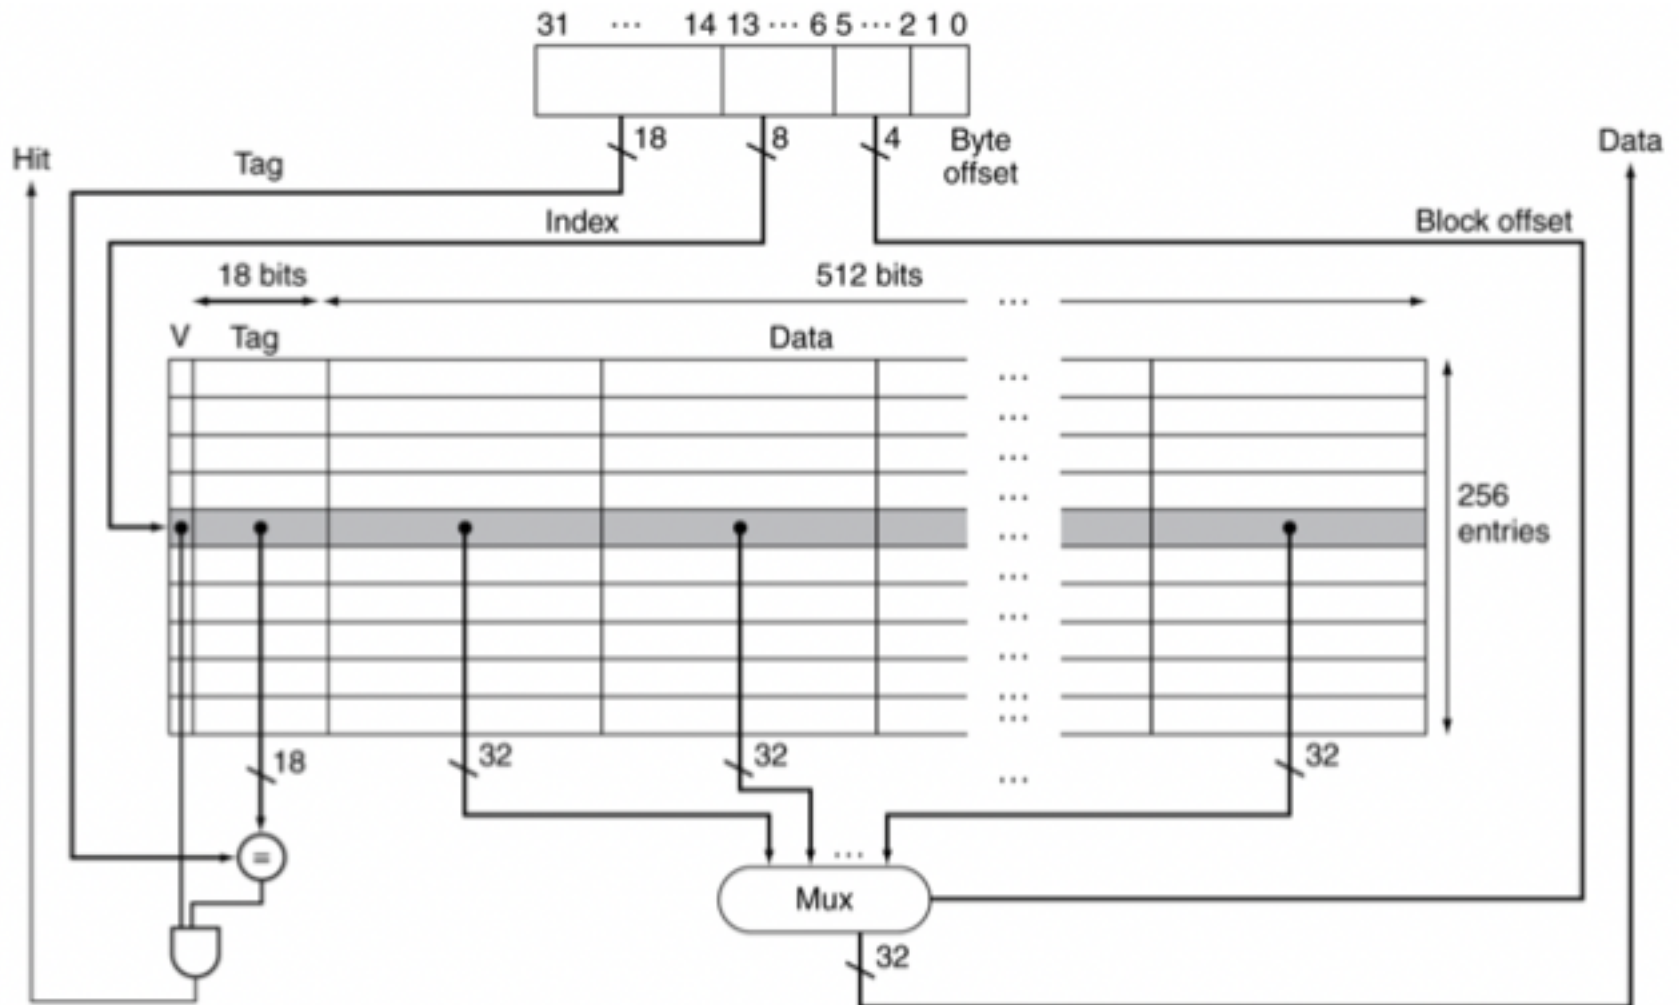 31 ··· 14 13 ··· 6 5 ··· 2 1 0
18
8
4
Byte
offset
Hit
Tag
Data
Index
Block offset
18 bits
512 bits
...
V
Tag
Data
...
...
...
...
...
...
...
...
...
...
256
entries
18
32
32
...
32
=
...
Mux
32